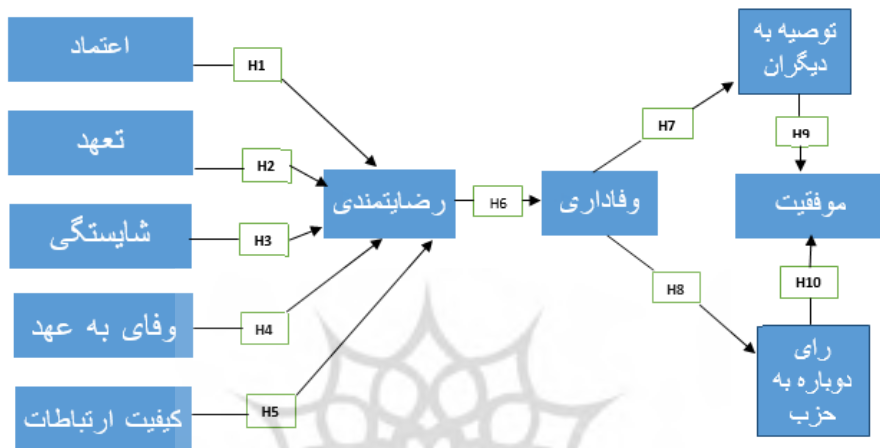 اعتماد
تعهد
شایستگی
وفای به عهد
کیفیت ارتباطات
H1
H2
H3
H4
H5
رضایتمندی
H6
وفاداری
H7
H8
توصیه به
دیگران
H9
موفقیت
H10
رای
دوباره به
حزب